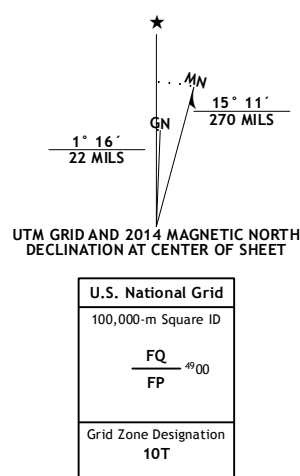 ★
MN
GN
15° 11´
270 MILS
1° 16´
22 MILS
UTM GRID AND 2014 MAGNETIC NORTH
DECLINATION AT CENTER OF SHEET
U.S. National Grid
100,000-m Square ID
FQ
4900
FP
Grid Zone Designation
10T